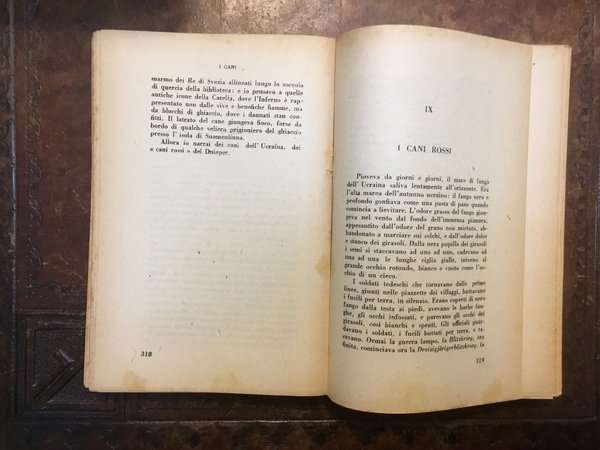 I CANI
marmo dei Re di Svezia allineati lungo lo zoccolo
di quercia della biblioteca: e io pensavo a quelle
antiche icone della Carelia, dove l'Inferno è rap-
presentato non dalle vive e benefiche fiamme, ma
da blocchi di ghiaccio, dove i dannati stan con-
fitti. Il latrato dei cane giungeva fioco, forse da
bordo di qualche veliero prigioniero del ghiaccio
per l'isola di Suomenlinna.
Allora io narrai dei cani dell' Ucraina, dei
« cani rossi » del Dnieper.
318
IX
I CANI ROSSI
Pioveva da giorni e giorni, il mare di fango
dell' Ucraina saliva lentamente all'orizzonte. Era
l'alta marea dell'autunno ucraino: il fango nero e
profondo gonfiava come una pasta di pane quando
comincia a lievitare. L'odore grasso del fango giun-
geva nel vento dal fondo dell'immensa pianura,
appesantito dall'odore del grano non mietuto, ab-
bandonato a marciare sui solchi, e dall'odore dolce
e stanco dei girasoli. Dalla nera pupilla dei girasoli
i semi si staccavano ad uno ad uno, cadevano ad
una ad una le lunghe ciglia gialle, intorno al
grande occhio rotondo, bianco e vuoto come l'oc-
chio di un cieco.
I soldati tedeschi che tornavano dalle prime
linee, giunti nelle piazzette dei villaggi, buttavano
i fucili per terra, in silenzio. Erano coperti di nero
fango dalla testa ai piedi, avevano le barbe lun-
ghe, gli occhi infossati, e parevano gli occhi dei
girasoli, così bianchi e spenti. Gli ufficiali guar-
davano i soldati, i fucili buttati per terra, e ta-
cevano. Ormai la guerra lampo, la Blitzkrieg, era
finita, cominciava ora la Dreizigjärigerblitzkrieg, la
319